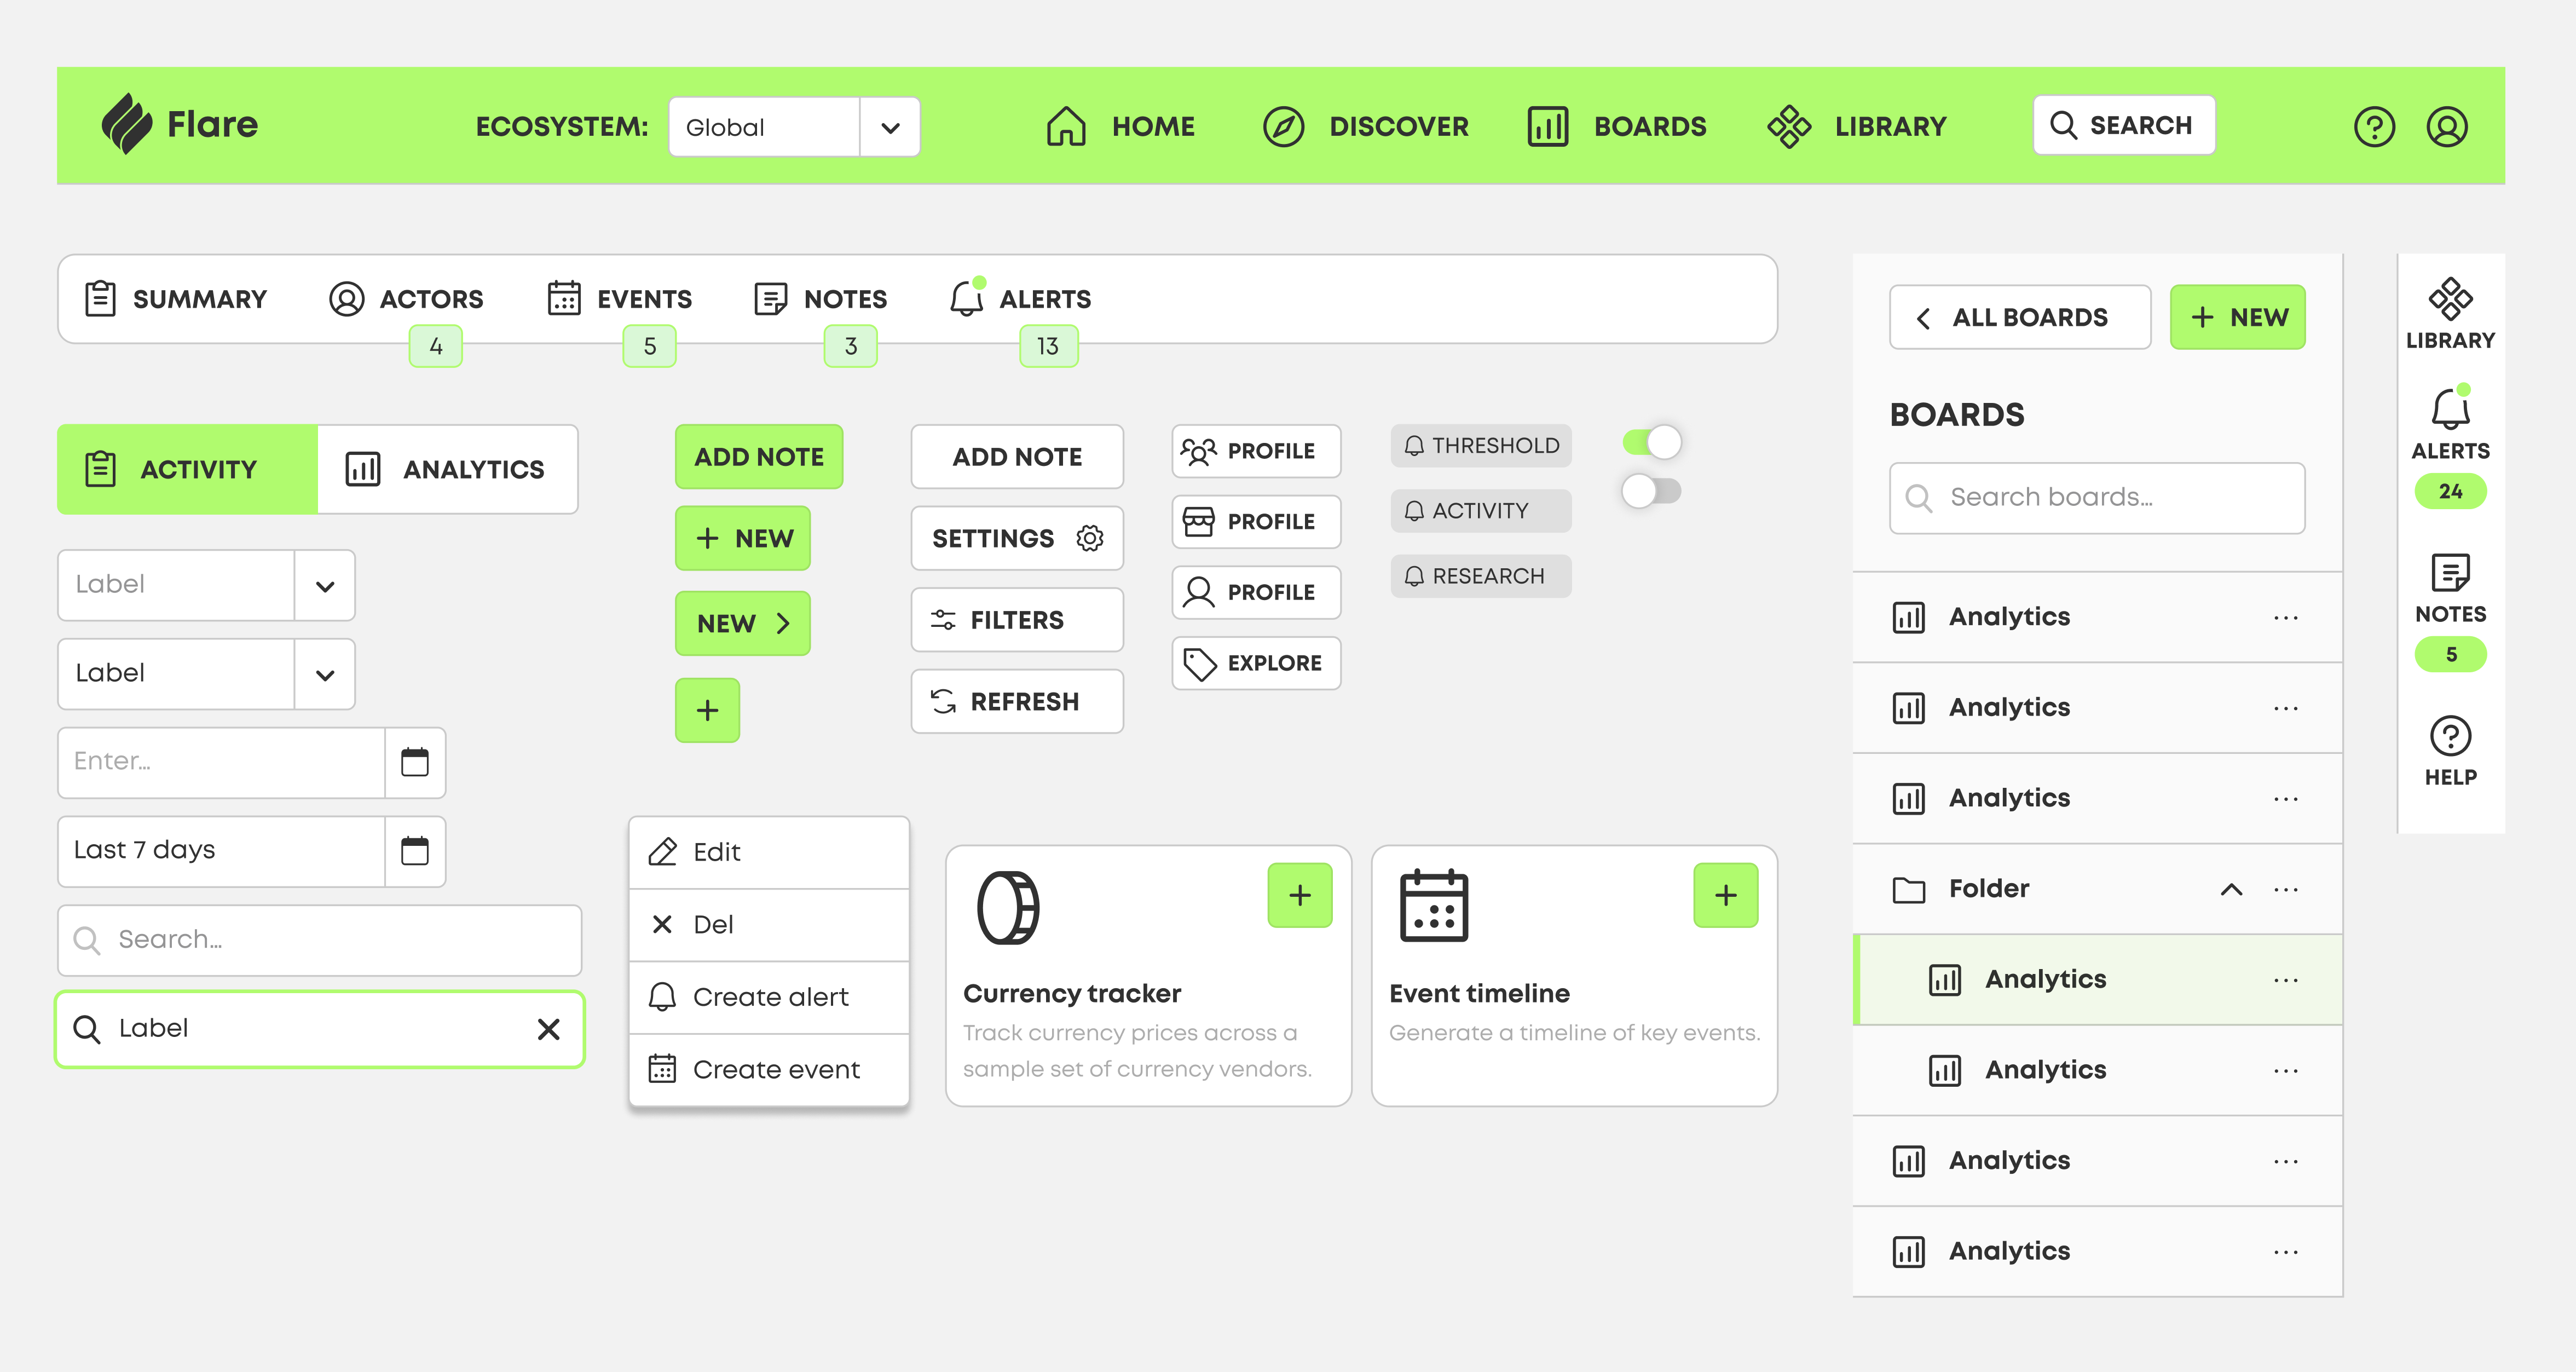 Flare
ECOSYSTEM:
Global
HOME
DISCOVER
BOARDS
LIBRARY
SEARCH
SUMMARY
ACTORS
4
EVENTS
5
NOTES
3
ALERTS
13
ACTIVITY
ANALYTICS
Label
Label
Enter...
Last 7 days
Search...
Label
ADD NOTE
+ NEW
NEW >
+
ADD NOTE
SETTINGS
FILTERS
REFRESH
PROFILE
PROFILE
PROFILE
EXPLORE
THRESHOLD
ACTIVITY
RESEARCH
Edit
Del
Create alert
Create event
+
Currency tracker
Track currency prices across a
sample set of currency vendors.
+
Event timeline
Generate a timeline of key events.
< ALL BOARDS
+ NEW
BOARDS
Search boards...
Analytics ...
Analytics ...
Analytics ...
Folder ...
Analytics ...
Analytics ...
Analytics ...
Analytics ...
LIBRARY
ALERTS
24
NOTES
5
HELP